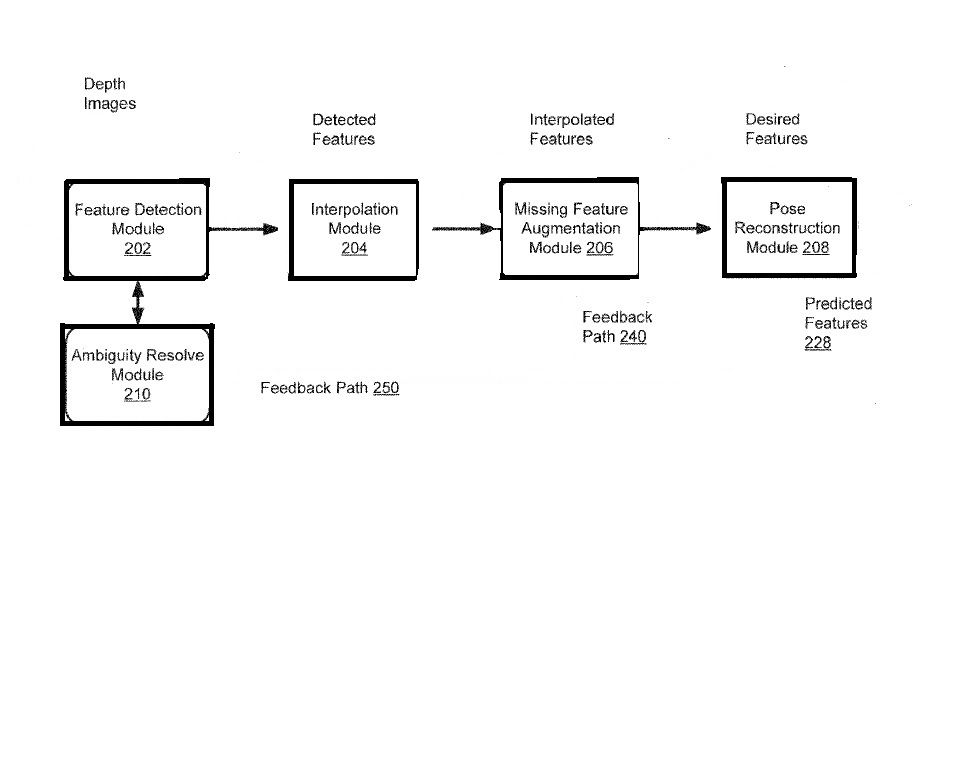 Depth
Images
Detected
Features
Interpolated
Features
Desired
Features
Feature Detection
Module
202
Interpolation
Module
204
Missing Feature
Augmentation
Module 206
Pose
Reconstruction
Module 208
Ambiguity Resolve
Module
210
Feedback Path 250
Feedback
Path 240
Predicted
Features
228